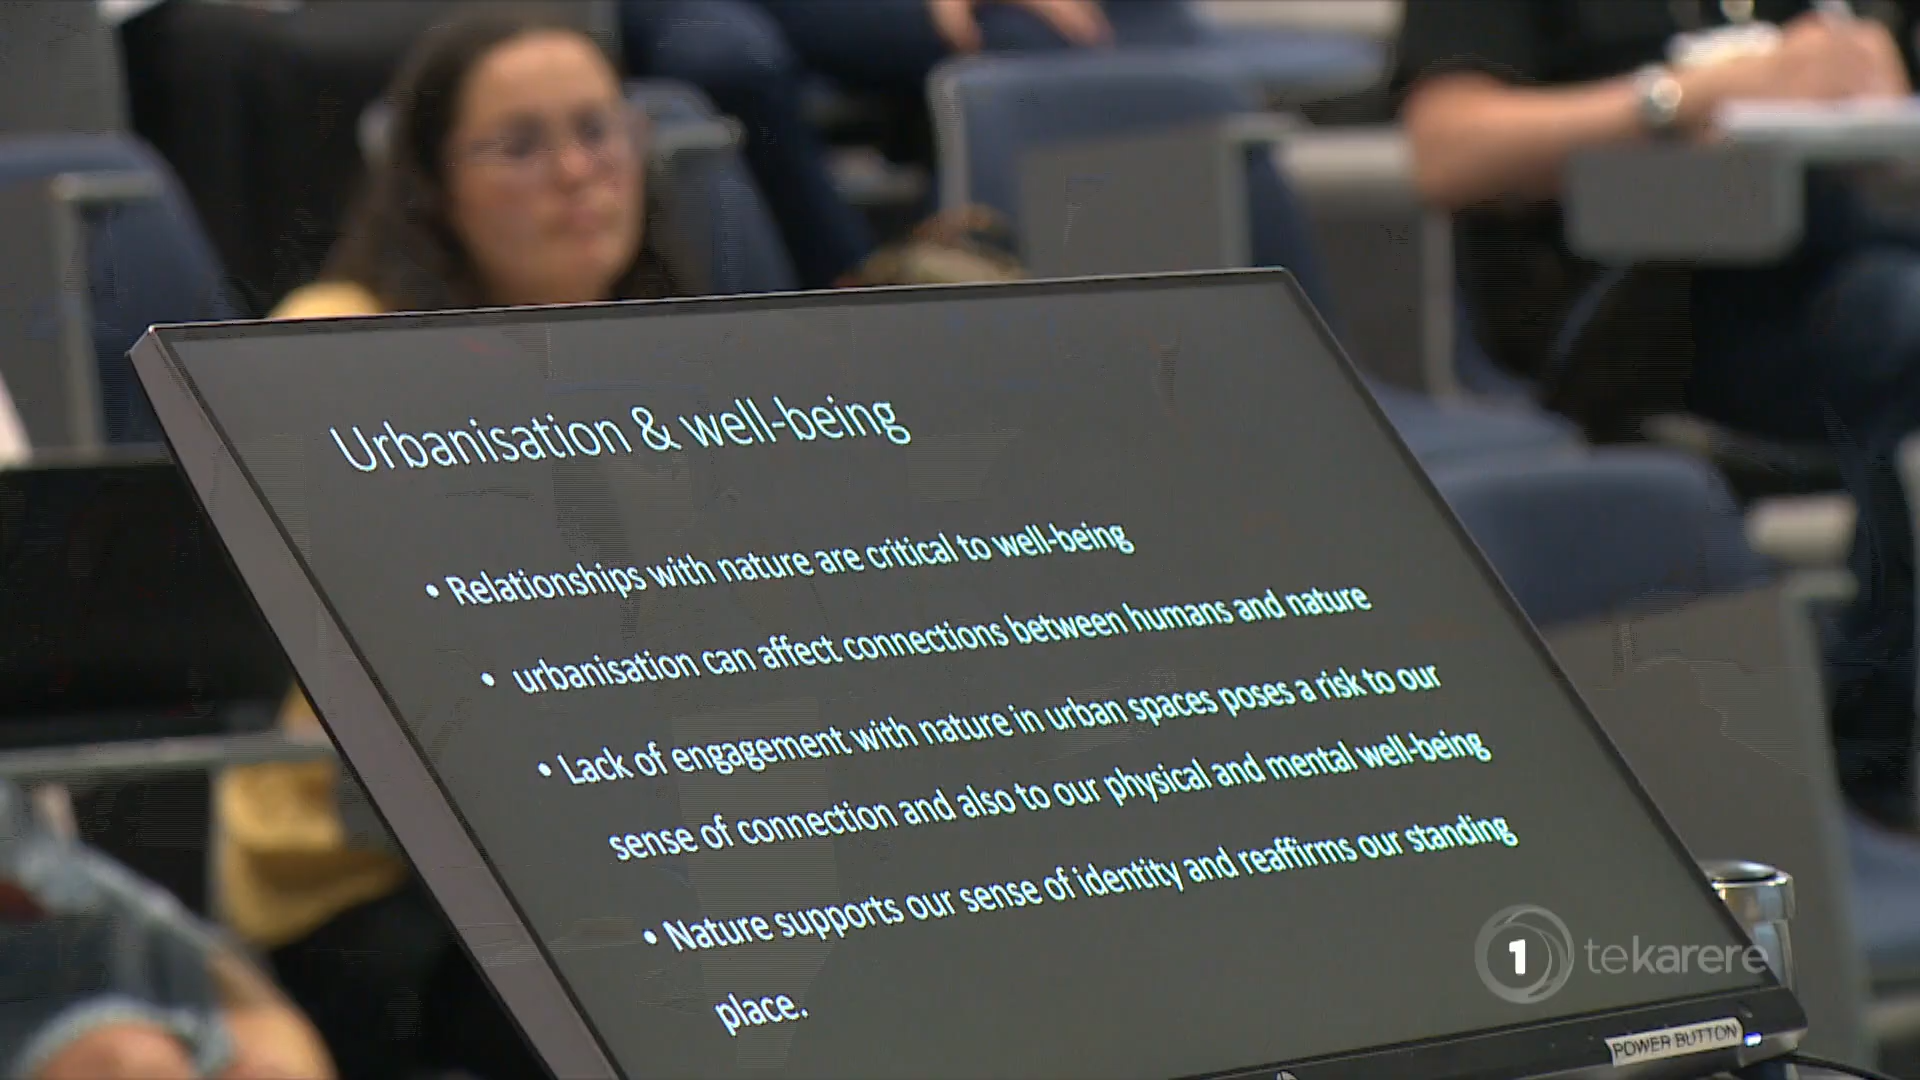 Urbanisation & well-being
• Relationships with nature are critical to well-being
• urbanisation can affect connections between humans and nature
• Lack of engagement with nature in urban spaces poses a risk to our
sense of connection and also to our physical and mental well-being
• Nature supports our sense of identity and reaffirms our standing
place.
1 tekarere
POWER BUTTON